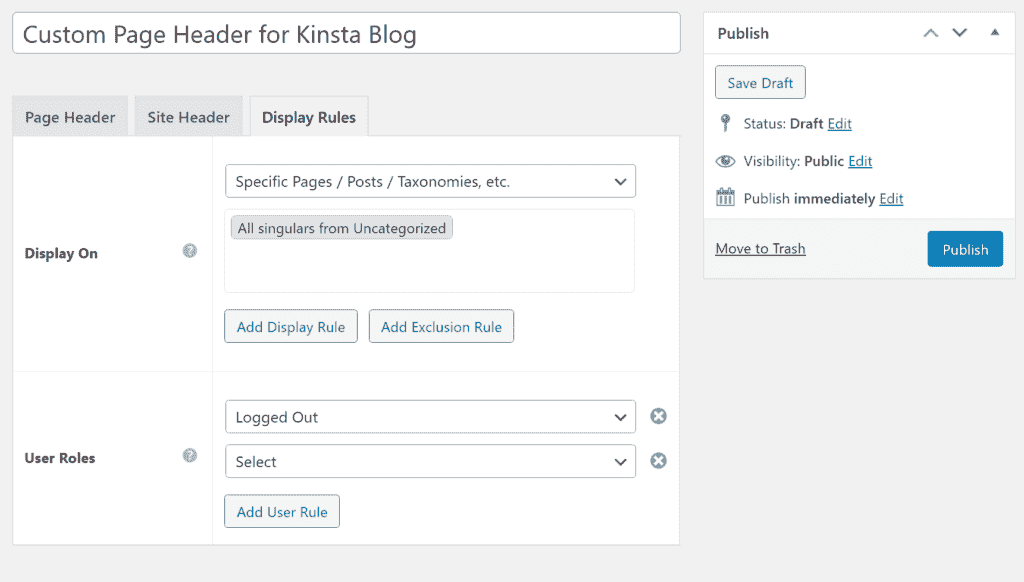 Custom Page Header for Kinsta Blog
Page Header
Site Header
Display Rules
Display On
Specific Pages / Posts / Taxonomies, etc.
All singulars from Uncategorized
Add Display Rule
Add Exclusion Rule
User Roles
Logged Out
Select
Add User Rule
Publish
Save Draft
Status: Draft Edit
Visibility: Public Edit
Publish immediately Edit
Move to Trash
Publish